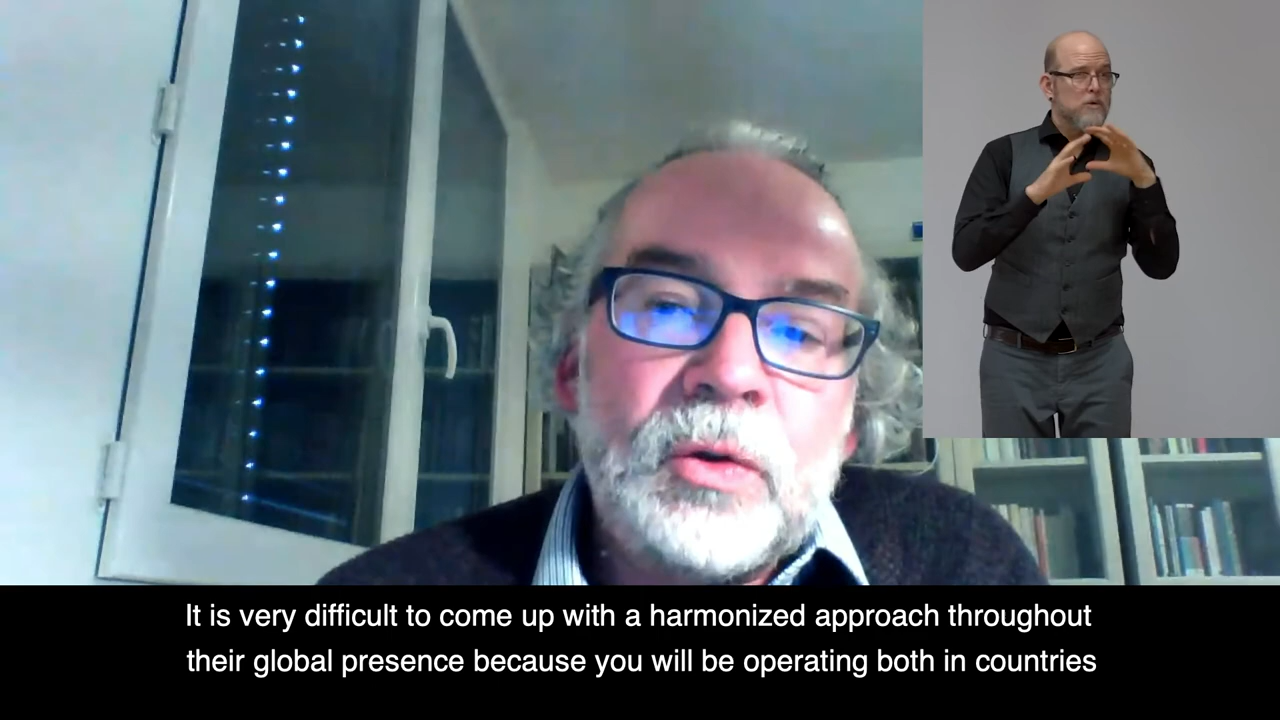 It is very difficult to come up with a harmonized approach throughout
their global presence because you will be operating both in countries